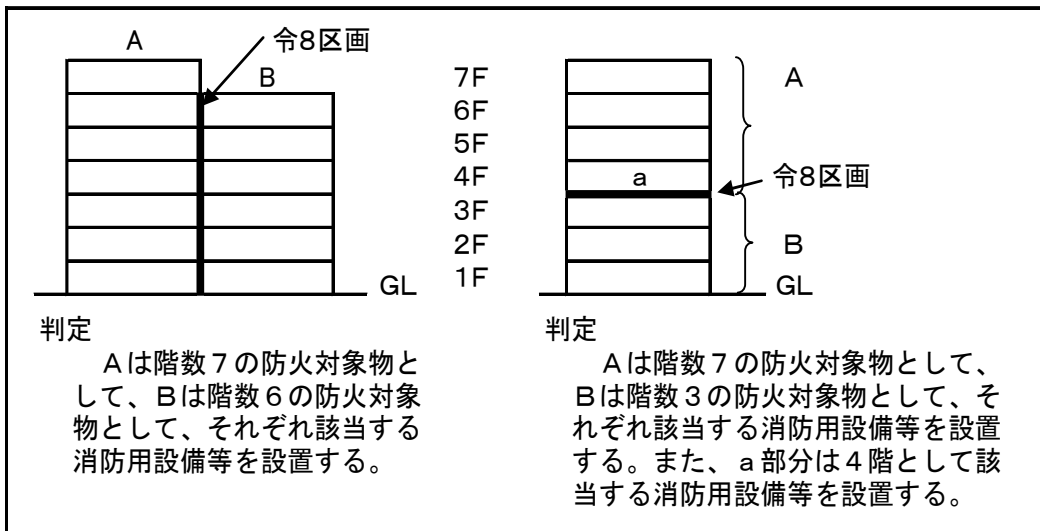 A
令8区画
B
GL
判定
Aは階数7の防火対象物と
して、Bは階数6の防火対象
物として、それぞれ該当する
消防用設備等を設置する。
7F
6F
5F
4F
3F
2F
1F
A
a
令8区画
B
GL
判定
Aは階数7の防火対象物として、
Bは階数3の防火対象物として、そ
れぞれ該当する消防用設備等を設置
する。また、a部分は4階として該
当する消防用設備等を設置する。